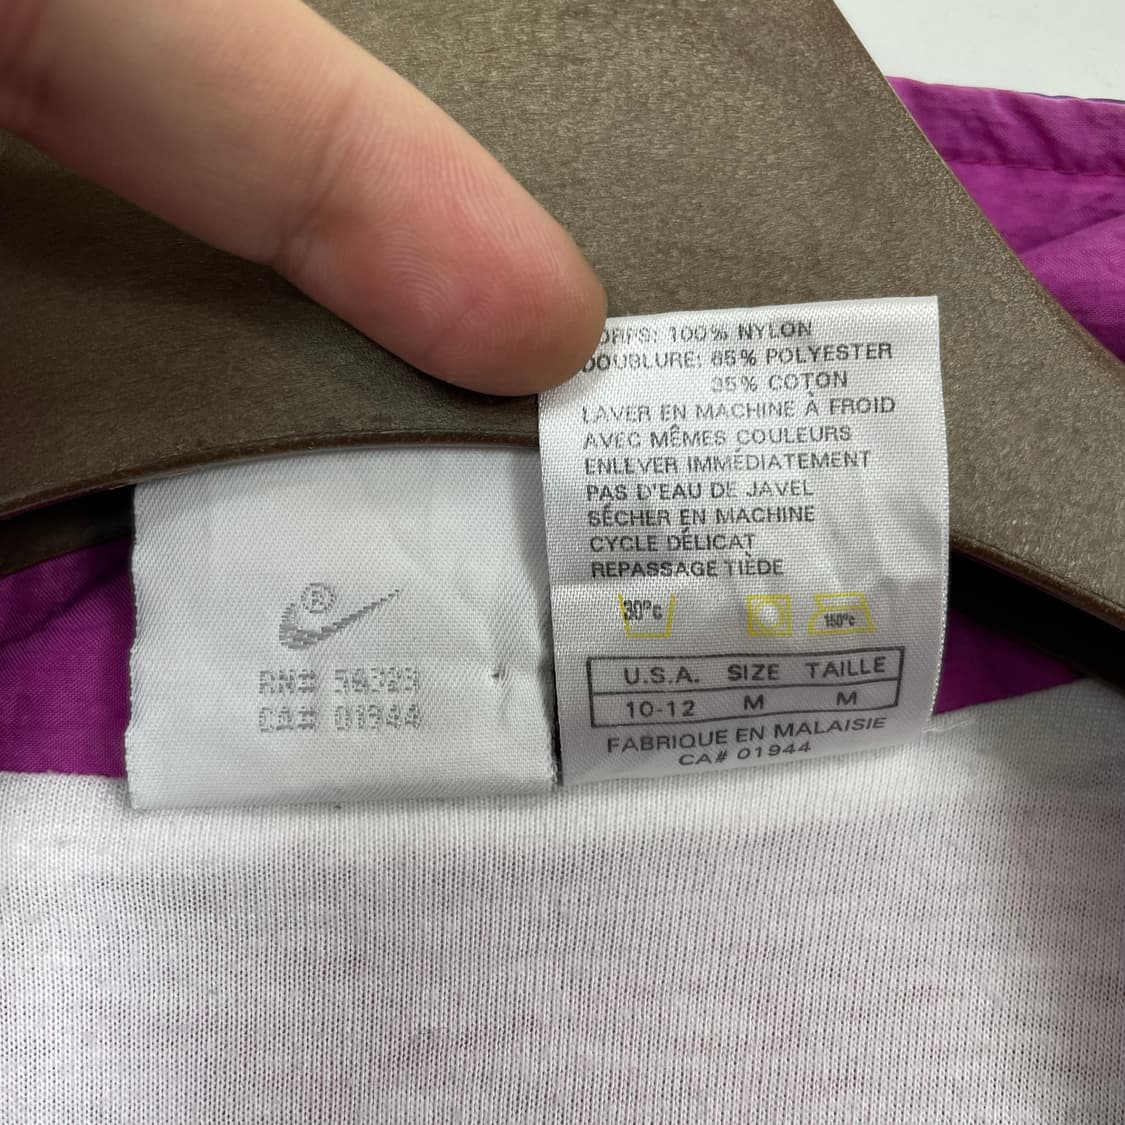 CORPS: 100% NYLON
DOUBLURE: 65% POLYESTER
35% COTON
LAVER EN MACHINE À FROID
AVEC MÊMES COULEURS
ENLEVER IMMÉDIATEMENT
PAS D'EAU DE JAVEL
SÉCHER EN MACHINE
CYCLE DÉLICAT
REPASSAGE TIÈDE
30°c 150°c
U.S.A. SIZE TAILLE
10-12 M M
FABRIQUE EN MALAISIE
CA# 01944
®
RN# 56323
CA# 01944